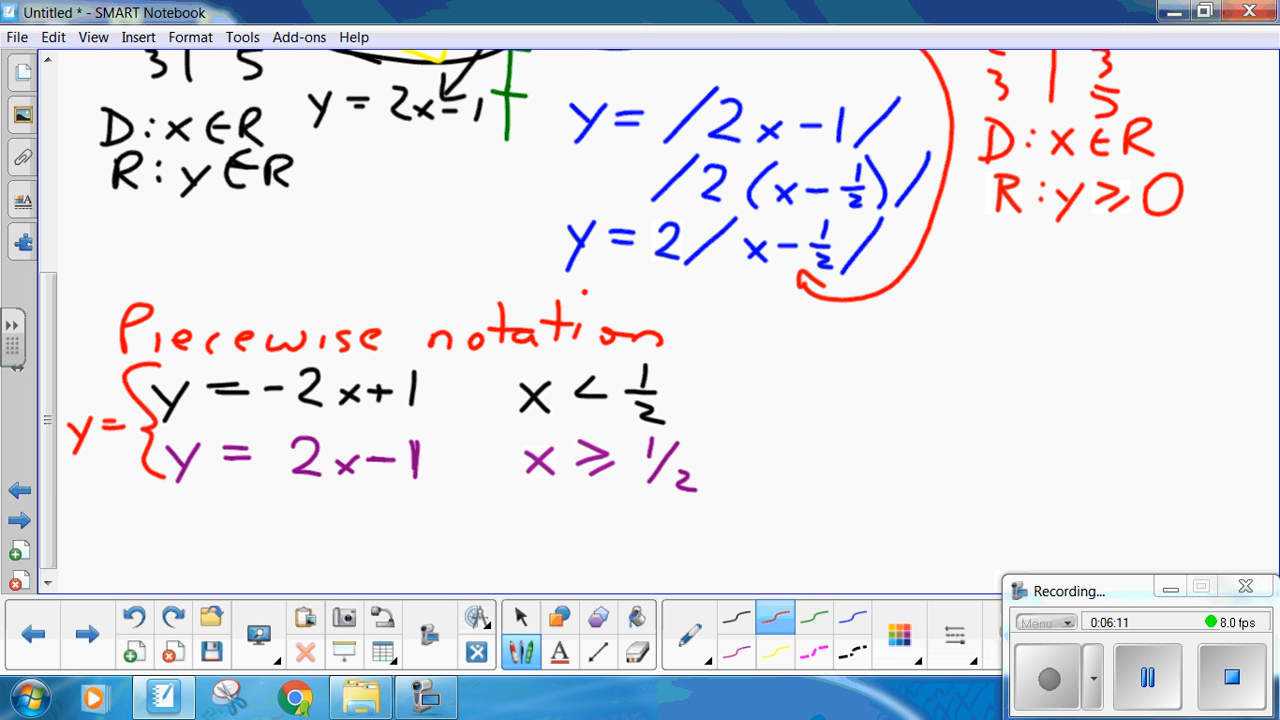 Untitled * - SMART Notebook
File Edit View Insert Format Tools Add-ons Help
3 | 5
y = 2x-1
D: x ∈ R
R: y ∈ R
y = /2x-1/
/2(x-1/2)/
y = 2/x-1/2/
3 | 3
5
D: x ∈ R
R: y ≥ 0
Piecewise notation
y = {
y = -2x+1 x < 1/2
y = 2x-1 x ≥ 1/2
Recording...
Menu 0:06:11 8.0 fps